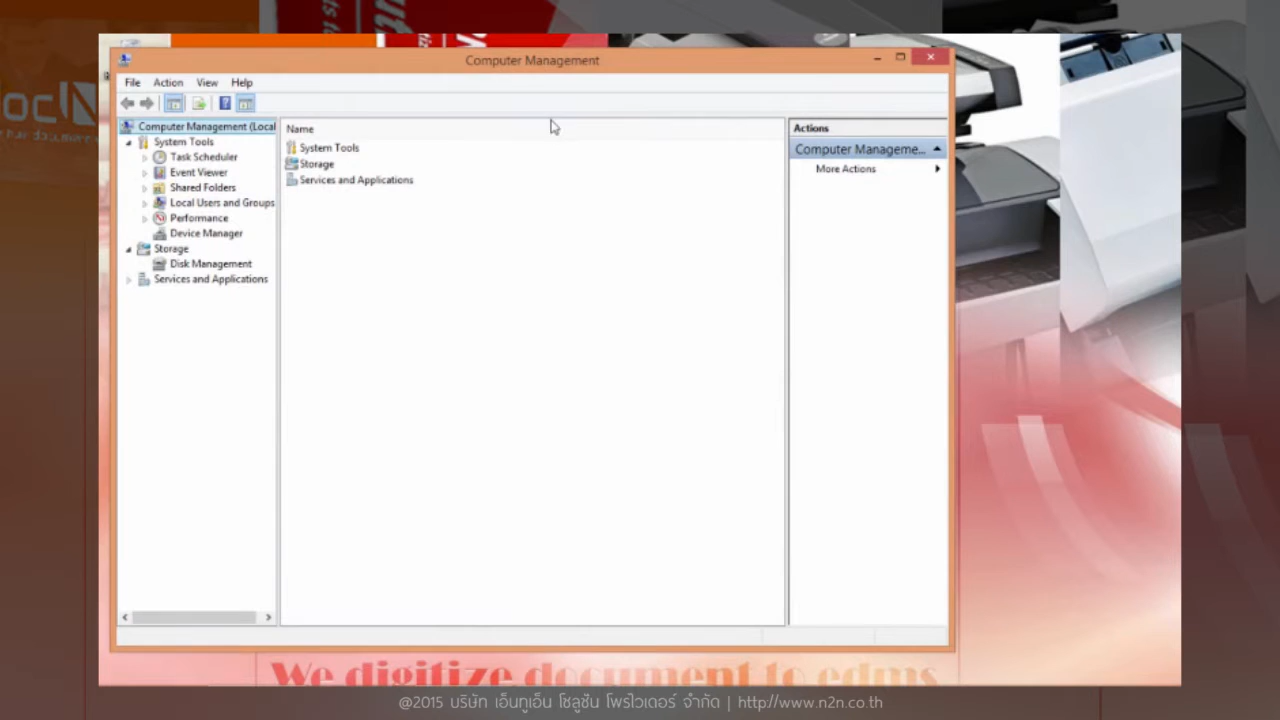 Computer Management
File Action View Help
Computer Management (Local
System Tools
Task Scheduler
Event Viewer
Shared Folders
Local Users and Groups
Performance
Device Manager
Storage
Disk Management
Services and Applications
Name
System Tools
Storage
Services and Applications
Actions
Computer Manageme...
More Actions
We digitize document to edms
@2015 บริษัท เอ็นทูเอ็น โซลูชั่น โพรไวเดอร์ จำกัด | http://www.n2n.co.th